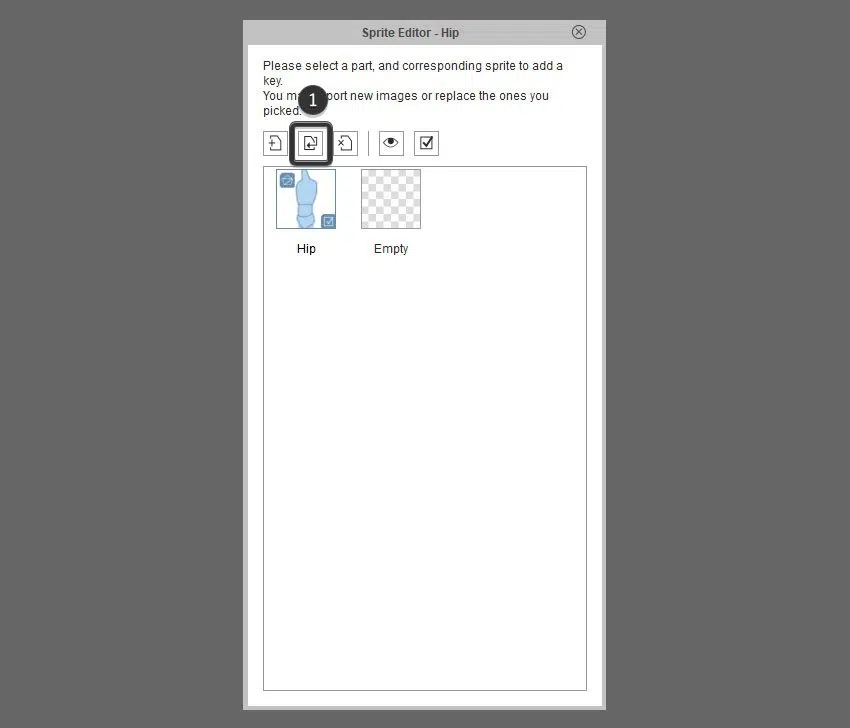 Sprite Editor - Hip
Please select a part, and corresponding sprite to add a
key.
You port new images or replace the ones you
picked.
1
Hip
Empty